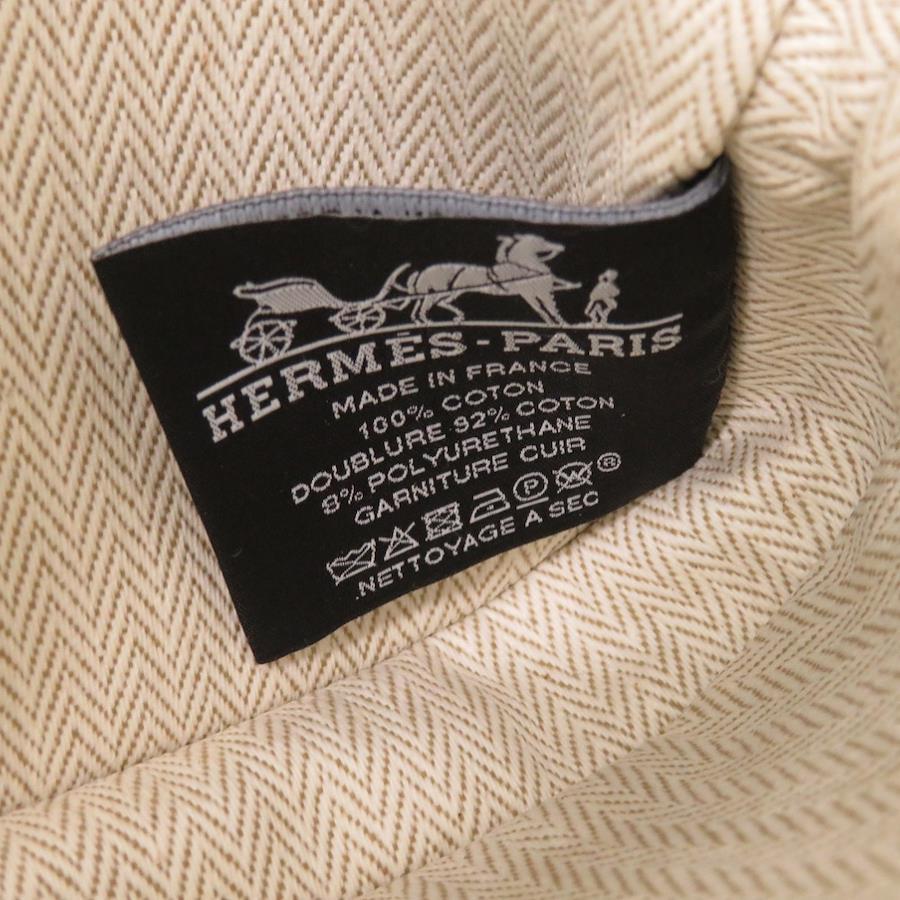 HERMÈS-PARIS
MADE IN FRANCE
100% COTON
DOUBLURE 92% COTON
8% POLYURETHANE
GARNITURE CUIR
P ®
NETTOYAGE A SEC